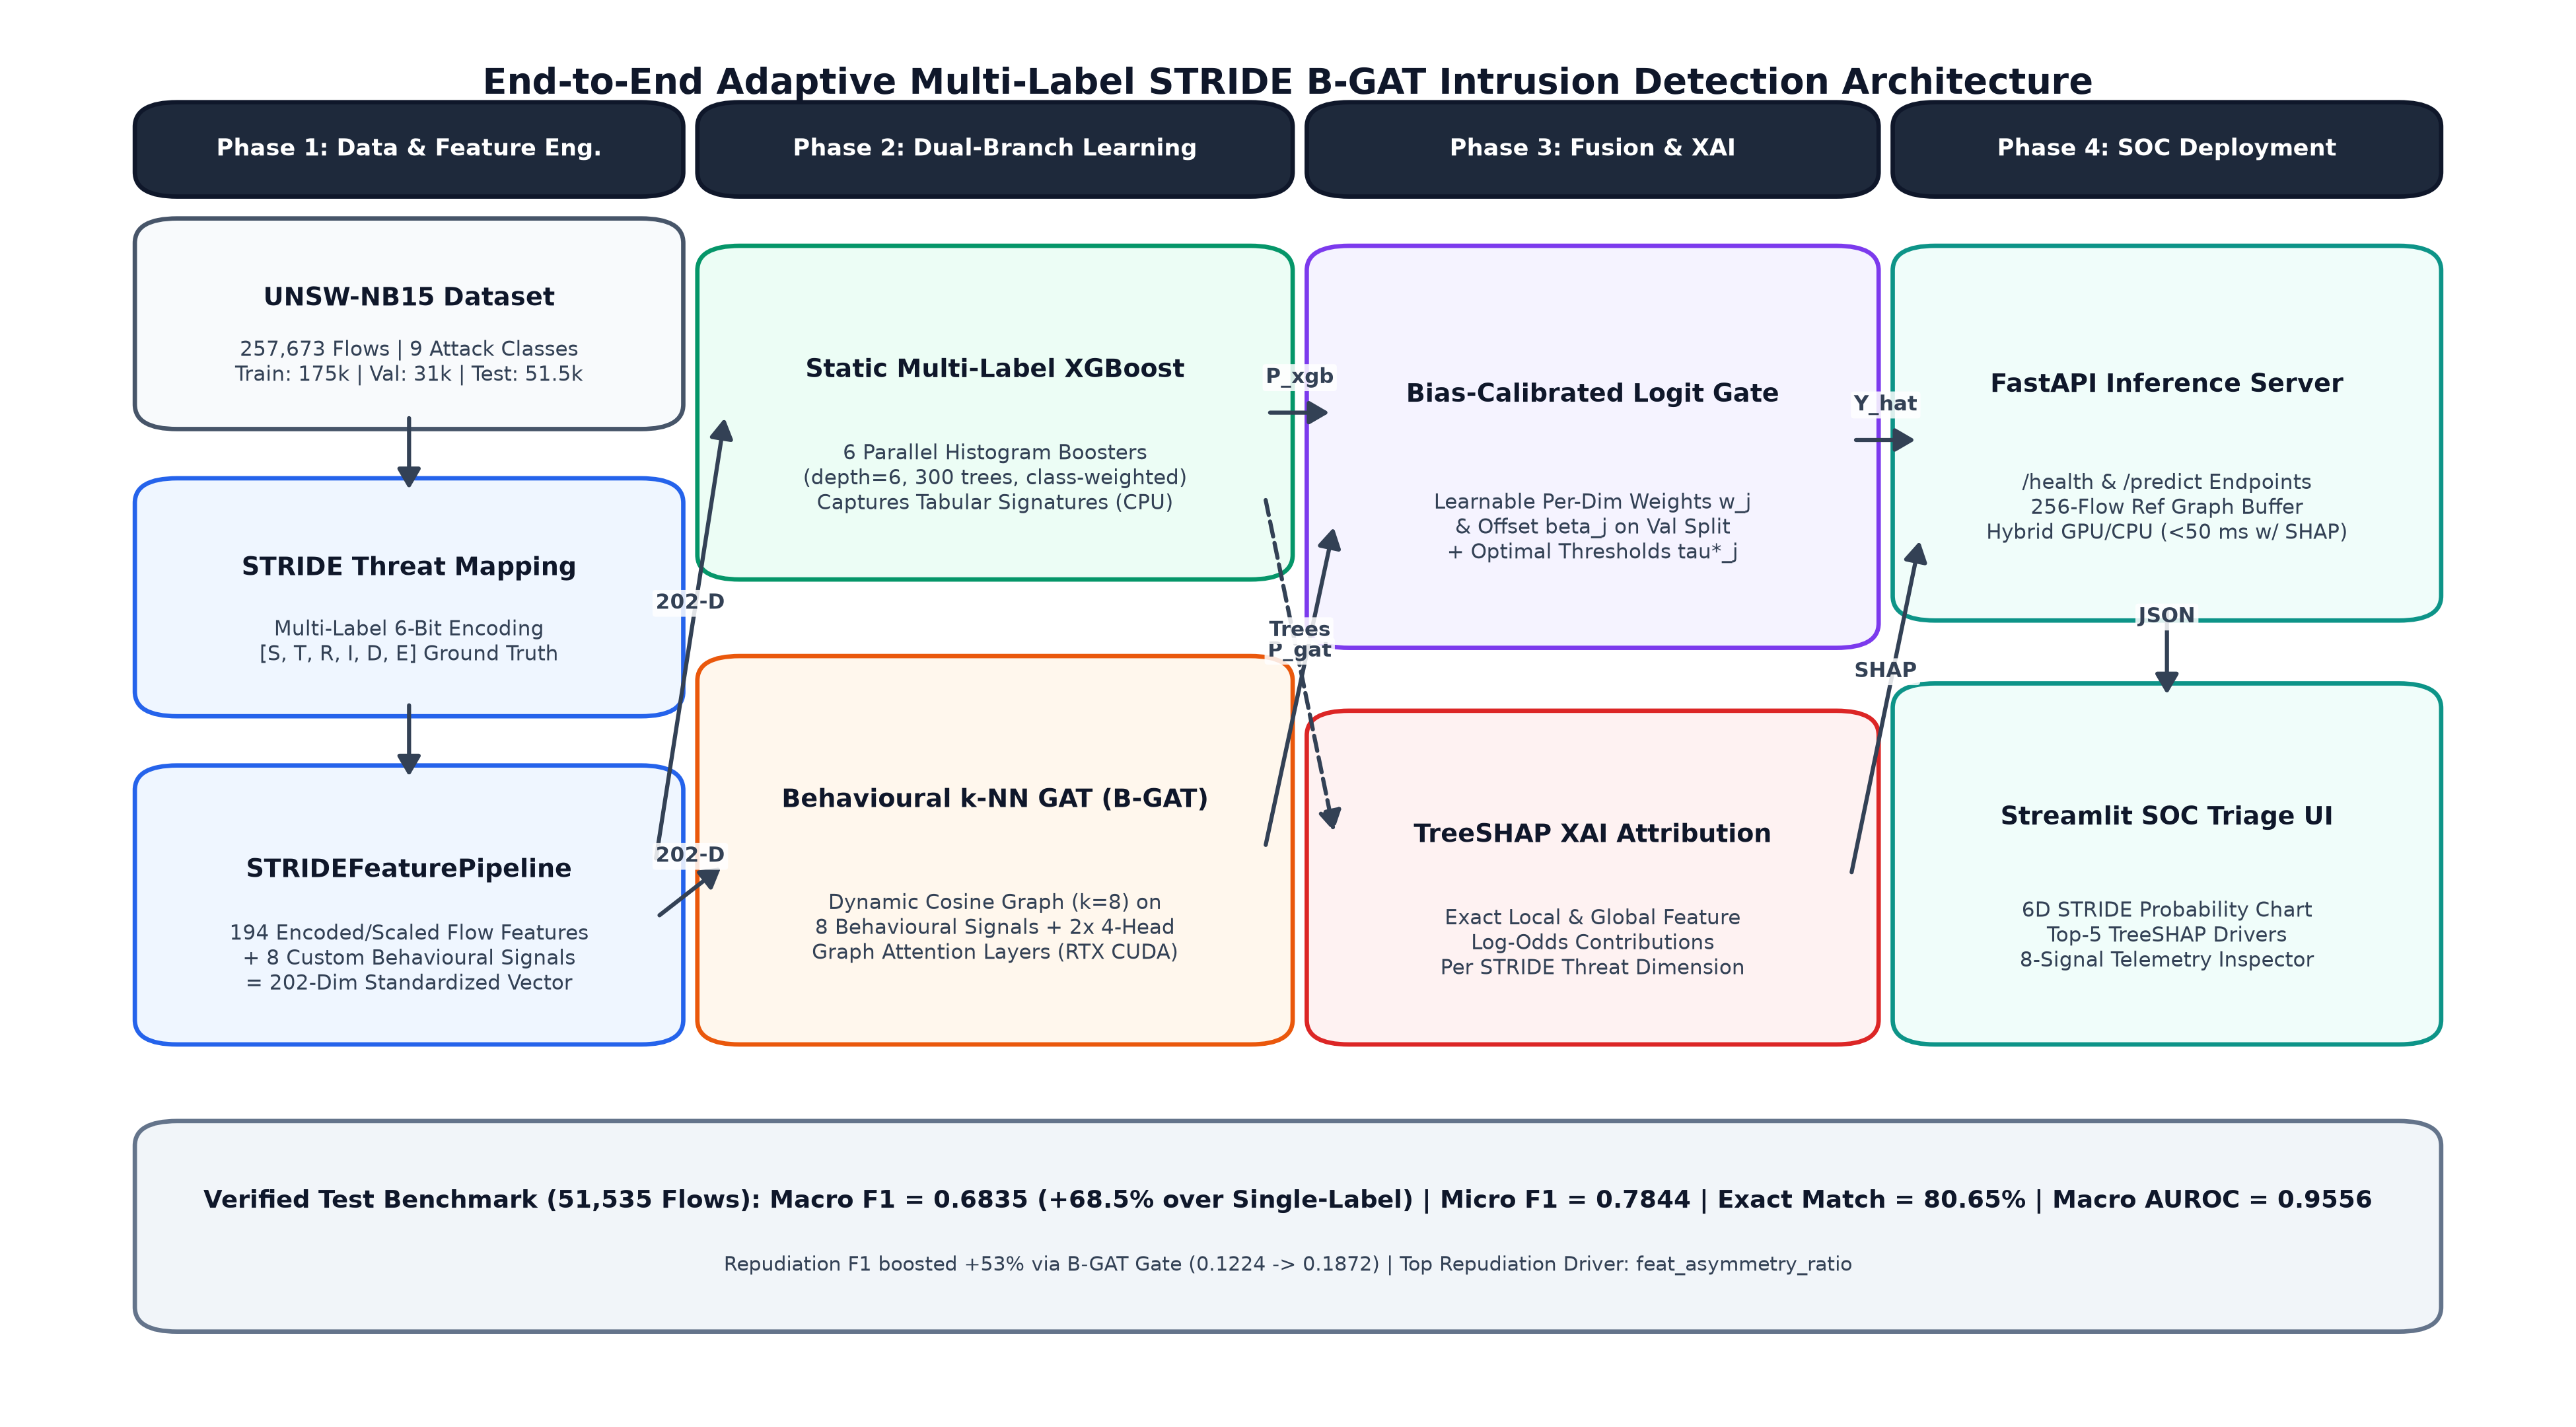 End-to-End Adaptive Multi-Label STRIDE B-GAT Intrusion Detection Architecture
Phase 1: Data & Feature Eng.
Phase 2: Dual-Branch Learning
Phase 3: Fusion & XAI
Phase 4: SOC Deployment
UNSW-NB15 Dataset
257,673 Flows | 9 Attack Classes
Train: 175k | Val: 31k | Test: 51.5k
STRIDE Threat Mapping
Multi-Label 6-Bit Encoding
[S, T, R, I, D, E] Ground Truth
STRIDEFeaturePipeline
194 Encoded/Scaled Flow Features
+ 8 Custom Behavioural Signals
= 202-Dim Standardized Vector
202-D
202-D
Static Multi-Label XGBoost
6 Parallel Histogram Boosters
(depth=6, 300 trees, class-weighted)
Captures Tabular Signatures (CPU)
Behavioural k-NN GAT (B-GAT)
Dynamic Cosine Graph (k=8) on
8 Behavioural Signals + 2x 4-Head
Graph Attention Layers (RTX CUDA)
P_xgb
Trees
P_gat
Bias-Calibrated Logit Gate
Learnable Per-Dim Weights w_j
& Offset beta_j on Val Split
+ Optimal Thresholds tau*_j
TreeSHAP XAI Attribution
Exact Local & Global Feature
Log-Odds Contributions
Per STRIDE Threat Dimension
Y_hat
SHAP
FastAPI Inference Server
/health & /predict Endpoints
256-Flow Ref Graph Buffer
Hybrid GPU/CPU (<50 ms w/ SHAP)
JSON
Streamlit SOC Triage UI
6D STRIDE Probability Chart
Top-5 TreeSHAP Drivers
8-Signal Telemetry Inspector
Verified Test Benchmark (51,535 Flows): Macro F1 = 0.6835 (+68.5% over Single-Label) | Micro F1 = 0.7844 | Exact Match = 80.65% | Macro AUROC = 0.9556
Repudiation F1 boosted +53% via B-GAT Gate (0.1224 -> 0.1872) | Top Repudiation Driver: feat_asymmetry_ratio